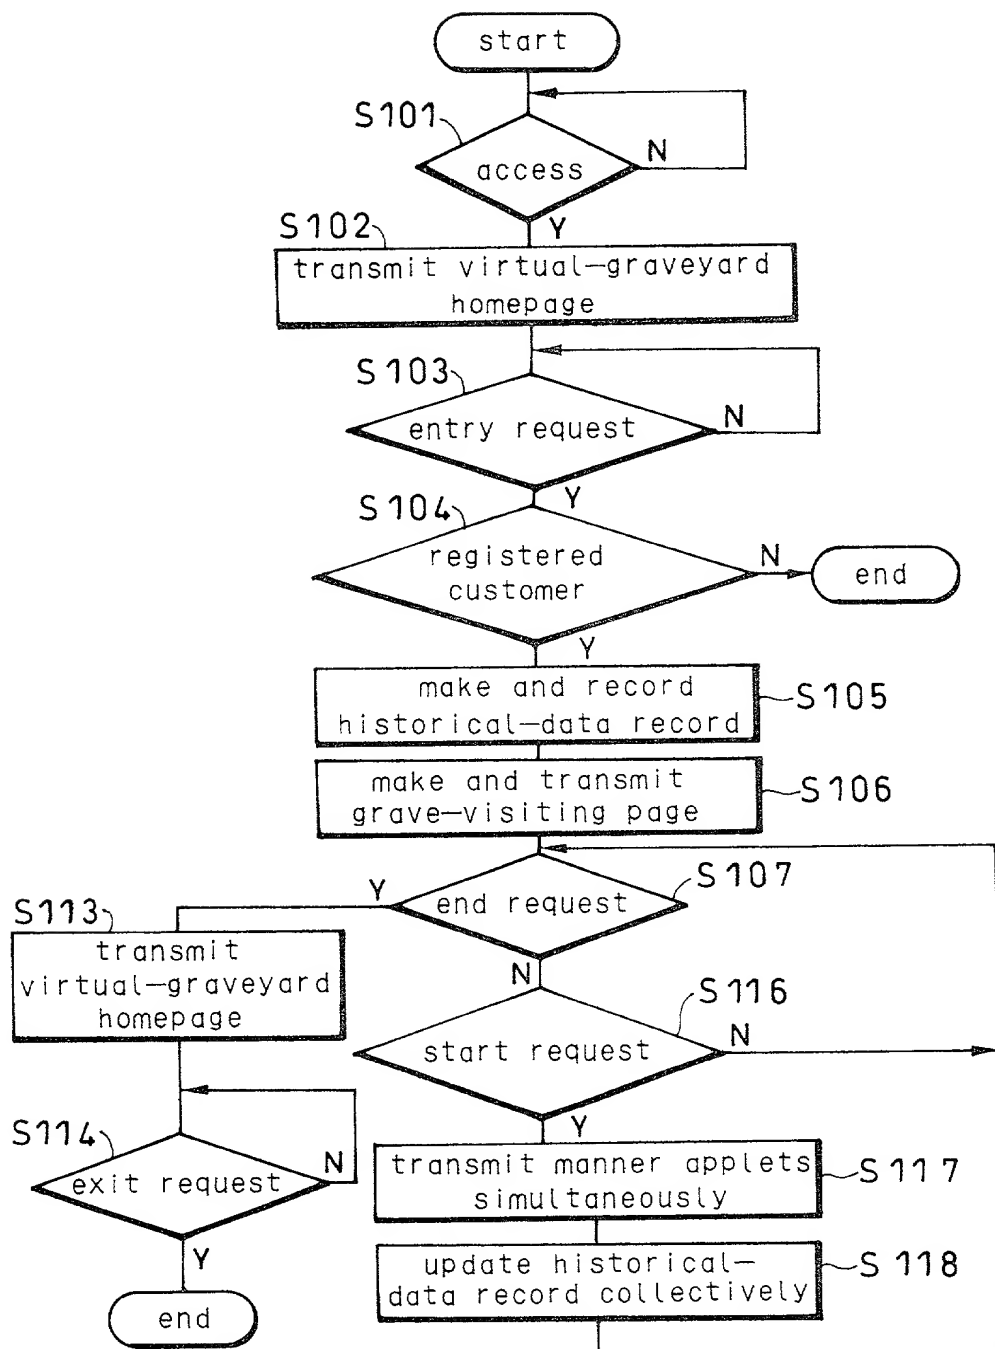 start
S101
access
N
Y
S102
transmit virtual-graveyard
homepage
S103
entry request
N
Y
S104
registered
customer
N
end
Y
make and record
historical-data record
S105
make and transmit
grave-visiting page
S106
S107
end request
Y
N
S113
transmit
virtual-graveyard
homepage
S116
start request
N
Y
S114
exit request
N
Y
end
transmit manner applets
simultaneously
S117
update historical-
data record collectively
S118